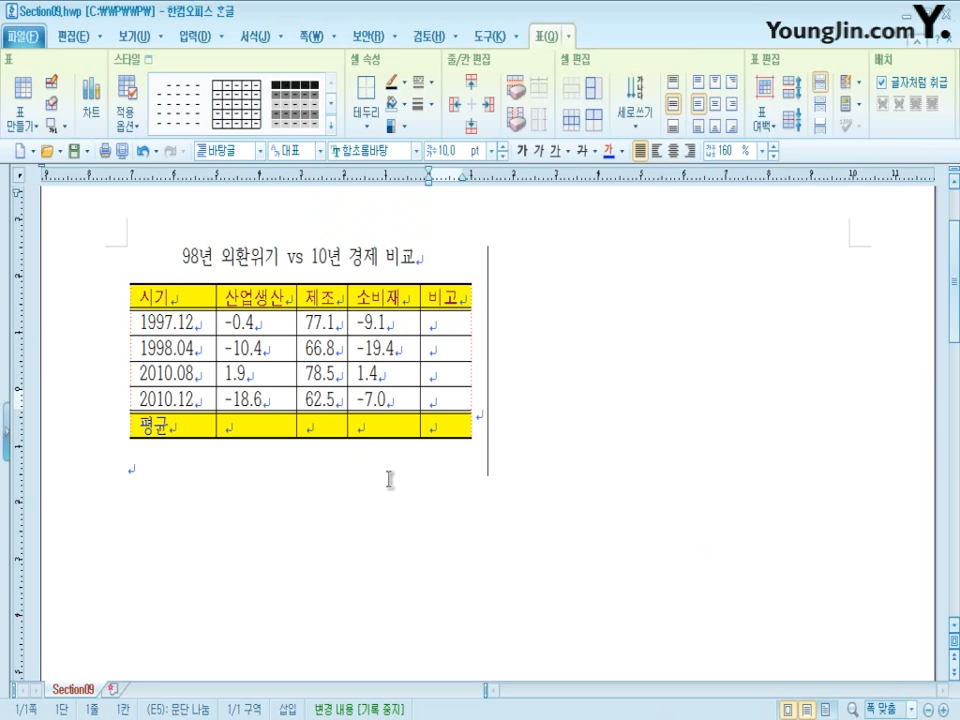 Section09.hwp [C:₩WPWWPW] - 한컴오피스 한글
YoungJin.com Y.
파일(F) 편집(E) 보기(U) 입력(D) 서식(J) 쪽(W) 보안(B) 검토(H) 도구(K) 표(Q)
표 스타일 셀 속성 줄/칸 편집 셀 편집 표 편집 배치
표 만들기 차트 적용 옵션 테두리 세로쓰기 표 여백 글자처럼 취급
바탕글 대표 함초롬바탕 10,0 pt 가 가 가 가 가 160 %
98년 외환위기 vs 10년 경제 비교
시기 산업생산 제조 소비재 비고
1997.12 -0.4 77.1 -9.1
1998.04 -10.4 66.8 -19.4
2010.08 1.9 78.5 1.4
2010.12 -18.6 62.5 -7.0
평균
Section09
1/1쪽 1단 1줄 1칸 (E5): 문단 나눔 1/1 구역 삽입 변경 내용 [기록 중지] 폭 맞춤